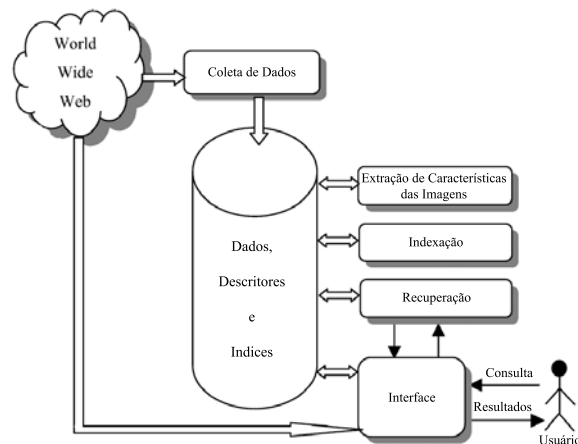 World
Wide
Web
Coleta de Dados
Extração de Características
das Imagens
Dados,
Descritores
e
Indices
Indexação
Recuperação
Interface
Consulta
Resultados
Usuário